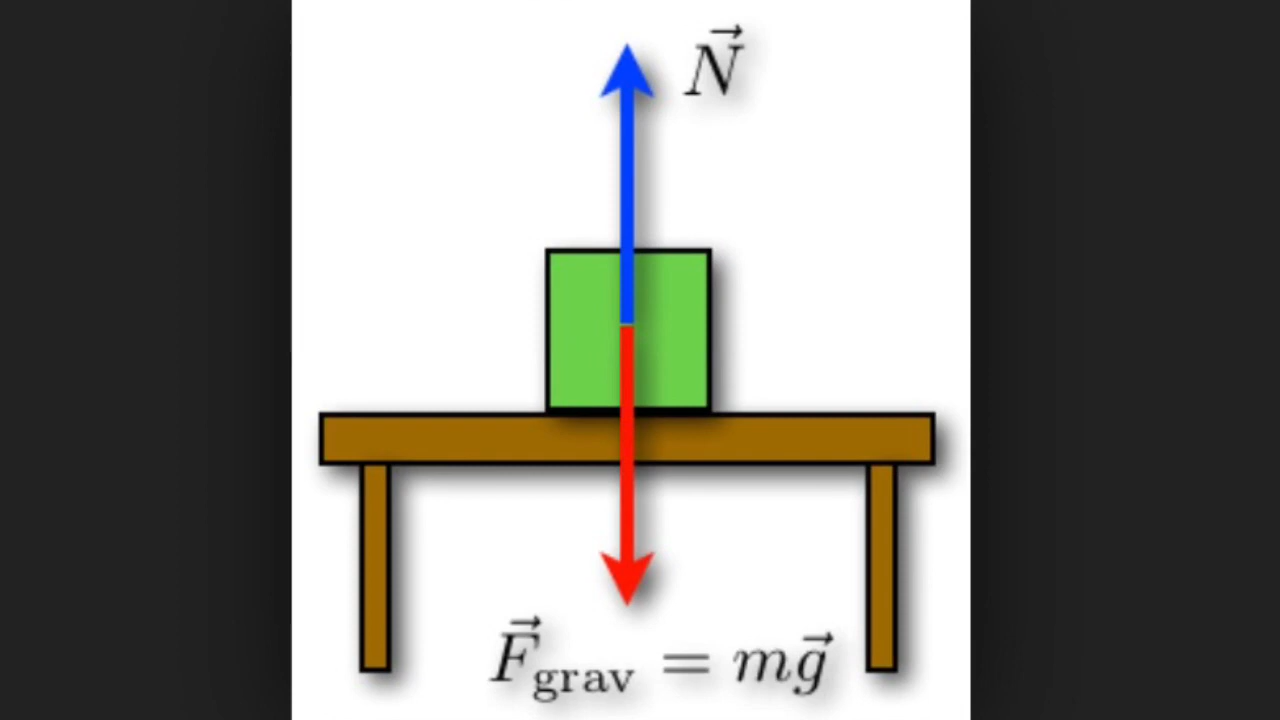 N⃗
F⃗grav = mg⃗